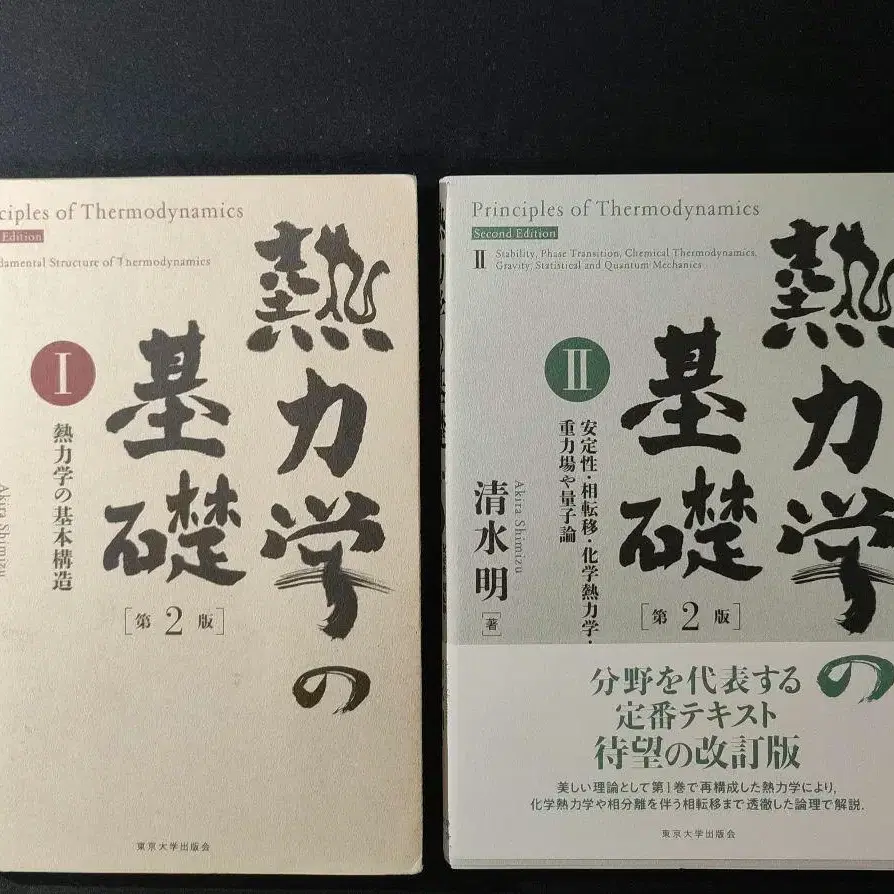 ciples of Thermodynamics
Edition
damental Structure of Thermodynamics
熱力学の
基礎
I
熱力学の基本構造
Akira Shimizu
[第2版]
東京大学出版会
Principles of Thermodynamics
Second Edition
II Stability, Phase Transition, Chemical Thermodynamics,
Gravity, Statistical and Quantum Mechanics
熱力学の
基礎
II
安定性・相転移・化学熱力学・
重力場や量子論
Akira Shimizu
清水明
[著]
[第2版]
分野を代表する
定番テキスト
待望の改訂版
美しい理論として第1巻で再構成した熱力学により,
化学熱力学や相分離を伴う相転移まで透徹した論理で解説.
東京大学出版会